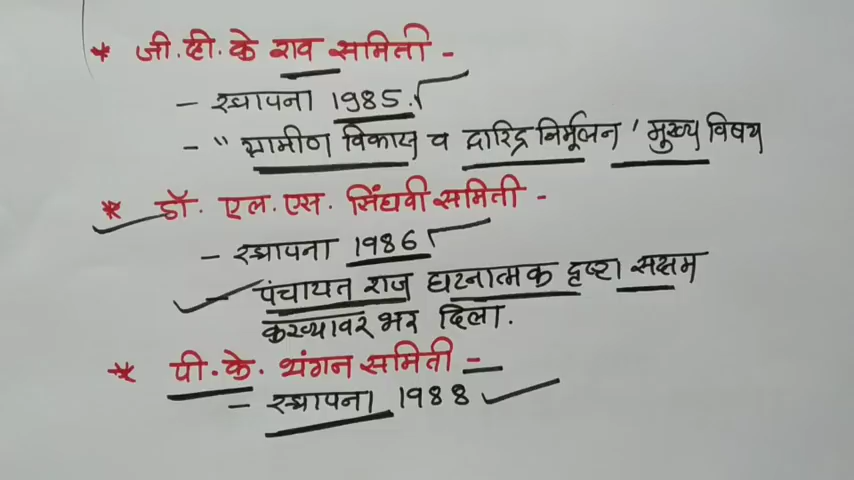 * जी.व्ही.के राव समिती -
- स्थापना 1985.
- "ग्रामीण विकास व दारिद्र निर्मूलन' मुख्य विषय
* डॉ. एल.एस. सिंघवी समिती -
- स्थापना 1986
- पंचायत राज घटनात्मक दृष्टा सक्षम
करण्यावर भर दिला.
* पी.के. थंगन समिती -
- स्थापना 1988